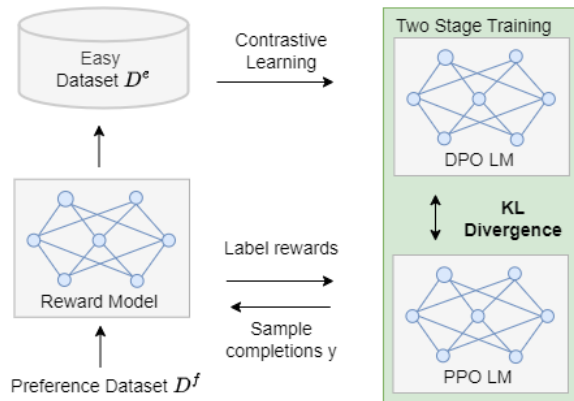 Easy
Dataset D^e
Contrastive
Learning
Two Stage Training
DPO LM
KL
Divergence
Reward Model
Label rewards
Sample
completions y
PPO LM
Preference Dataset D^f